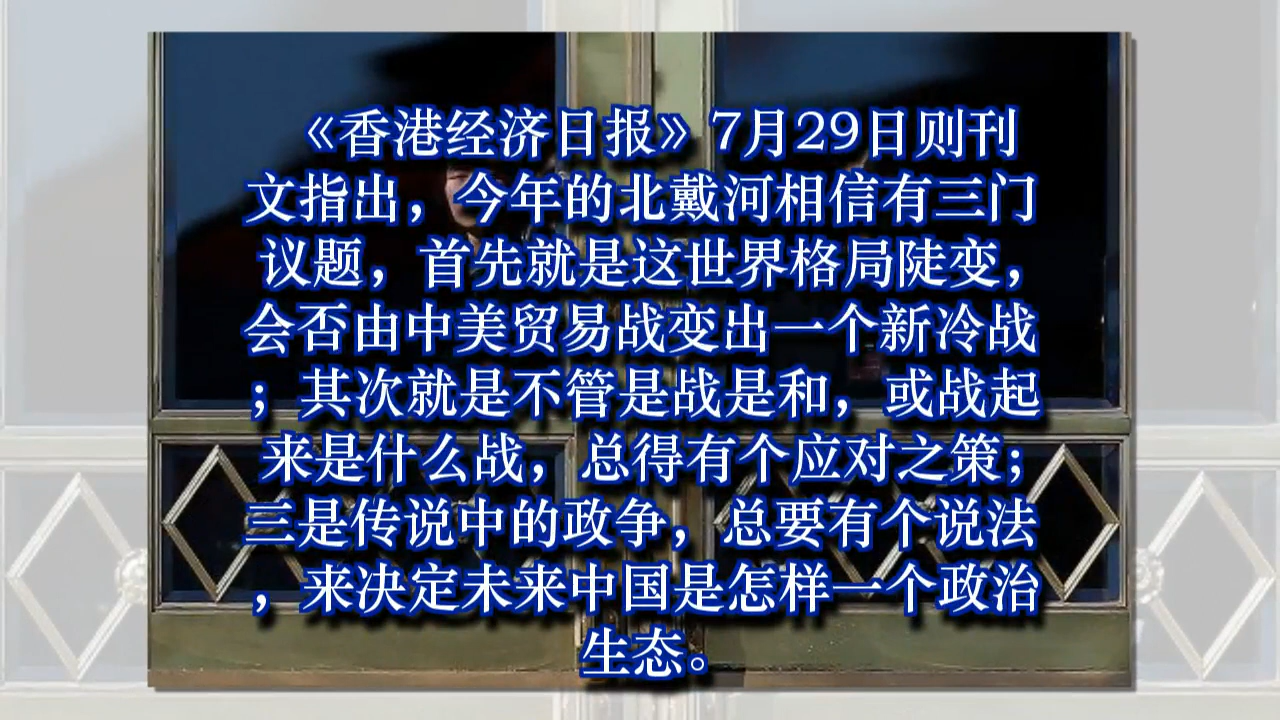 《香港经济日报》7月29日则刊
文指出，今年的北戴河相信有三门
议题，首先就是这世界格局陡变，
会否由中美贸易战变出一个新冷战
；其次就是不管是战是和，或战起
来是什么战，总得有个应对之策；
三是传说中的政争，总要有个说法
，来决定未来中国是怎样一个政治
生态。